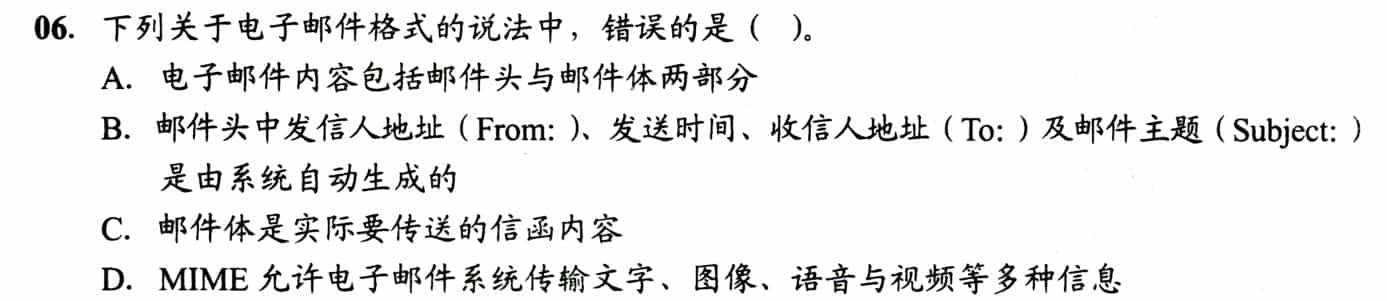 06. 下列关于电子邮件格式的说法中，错误的是（ ）。
A. 电子邮件内容包括邮件头与邮件体两部分
B. 邮件头中发信人地址（From: ）、发送时间、收信人地址（To: ）及邮件主题（Subject: ）
是由系统自动生成的
C. 邮件体是实际要传送的信函内容
D. MIME 允许电子邮件系统传输文字、图像、语音与视频等多种信息